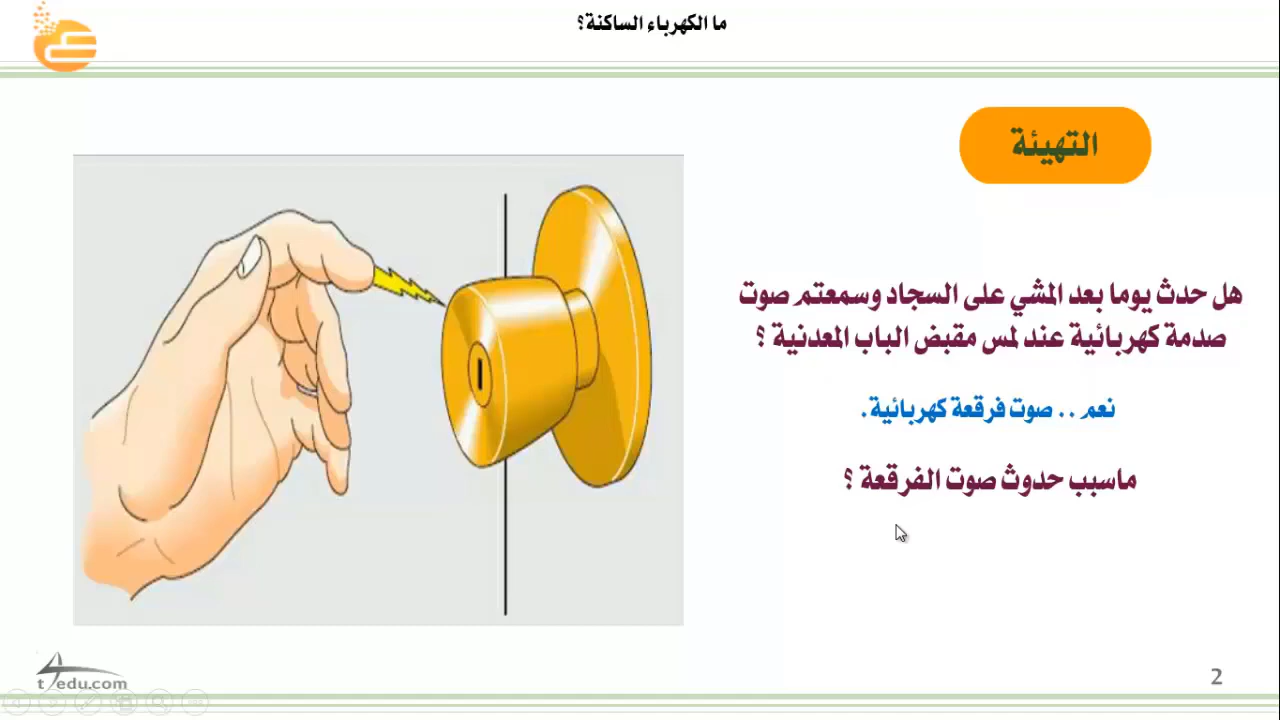 ما الكهرباء الساكنة؟
التهيئة
هل حدث يوما بعد المشي على السجاد وسمعتم صوت
صدمة كهربائية عند لمس مقبض الباب المعدنية ؟
نعم .. صوت فرقعة كهربائية.
ماسبب حدوث صوت الفرقعة ؟
t4edu.com
2